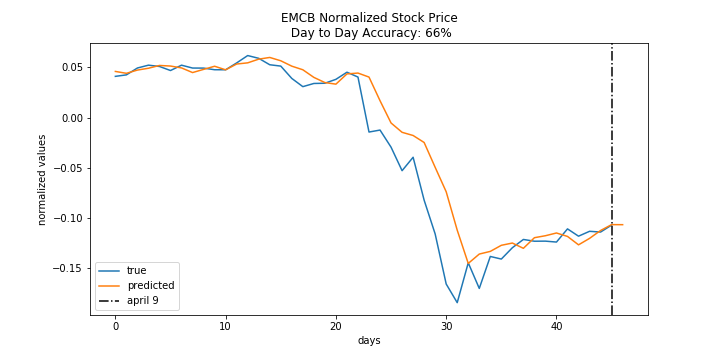 EMCB Normalized Stock Price
Day to Day Accuracy: 66%
normalized values
0.05
0.00
−0.05
−0.10
−0.15
true
predicted
april 9
0 10 20 30 40
days